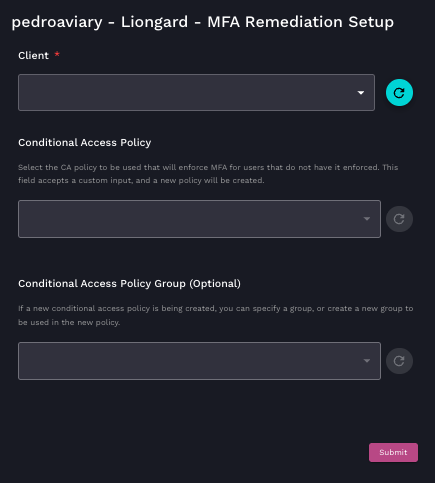 pedroaviary - Liongard - MFA Remediation Setup
Client *
Conditional Access Policy
Select the CA policy to be used that will enforce MFA for users that do not have it enforced. This
field accepts a custom input, and a new policy will be created.
Conditional Access Policy Group (Optional)
If a new conditional access policy is being created, you can specify a group, or create a new group to
be used in the new policy.
Submit